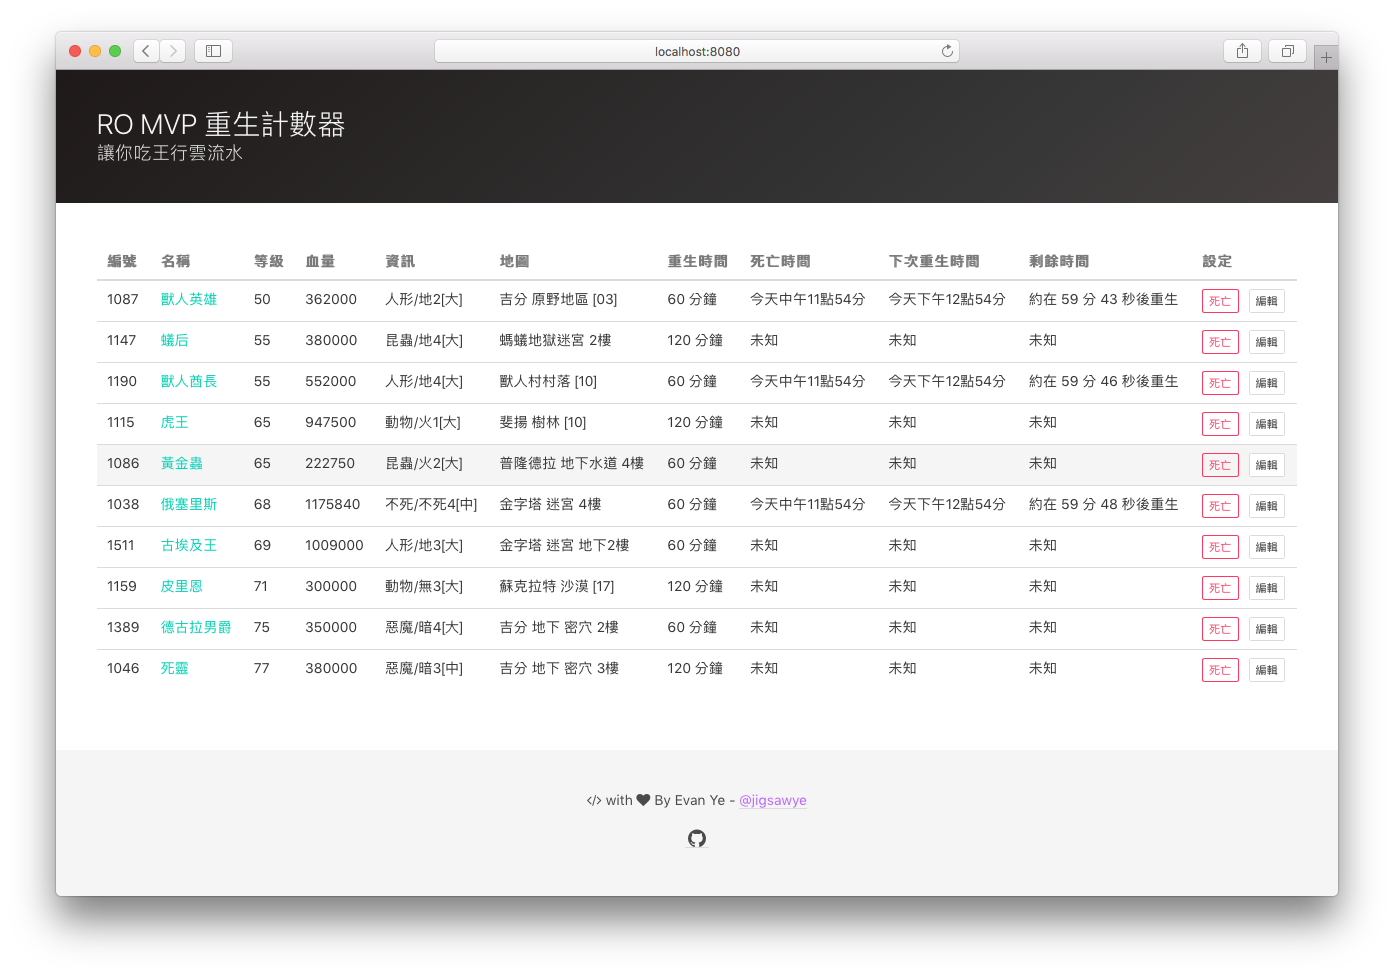 localhost:8080
RO MVP 重生計數器
讓你吃王行雲流水
編號 名稱 等級 血量 資訊 地圖 重生時間 死亡時間 下次重生時間 剩餘時間 設定
1087 獸人英雄 50 362000 人形/地2[大] 吉分 原野地區 [03] 60 分鐘 今天中午11點54分 今天下午12點54分 約在 59 分 43 秒後重生 死亡 編輯
1147 蟻后 55 380000 昆蟲/地4[大] 螞蟻地獄迷宮 2樓 120 分鐘 未知 未知 未知 死亡 編輯
1190 獸人酋長 55 552000 人形/地4[大] 獸人村村落 [10] 60 分鐘 今天中午11點54分 今天下午12點54分 約在 59 分 46 秒後重生 死亡 編輯
1115 虎王 65 947500 動物/火1[大] 斐揚 樹林 [10] 120 分鐘 未知 未知 未知 死亡 編輯
1086 黃金蟲 65 222750 昆蟲/火2[大] 普隆德拉 地下水道 4樓 60 分鐘 未知 未知 未知 死亡 編輯
1038 俄塞里斯 68 1175840 不死/不死4[中] 金字塔 迷宮 4樓 60 分鐘 今天中午11點54分 今天下午12點54分 約在 59 分 48 秒後重生 死亡 編輯
1511 古埃及王 69 1009000 人形/地3[大] 金字塔 迷宮 地下2樓 60 分鐘 未知 未知 未知 死亡 編輯
1159 皮里恩 71 300000 動物/無3[大] 蘇克拉特 沙漠 [17] 120 分鐘 未知 未知 未知 死亡 編輯
1389 德古拉男爵 75 350000 惡魔/暗4[大] 吉分 地下 密穴 2樓 60 分鐘 未知 未知 未知 死亡 編輯
1046 死靈 77 380000 惡魔/暗3[中] 吉分 地下 密穴 3樓 120 分鐘 未知 未知 未知 死亡 編輯
</> with ♥ By Evan Ye - @jigsawye